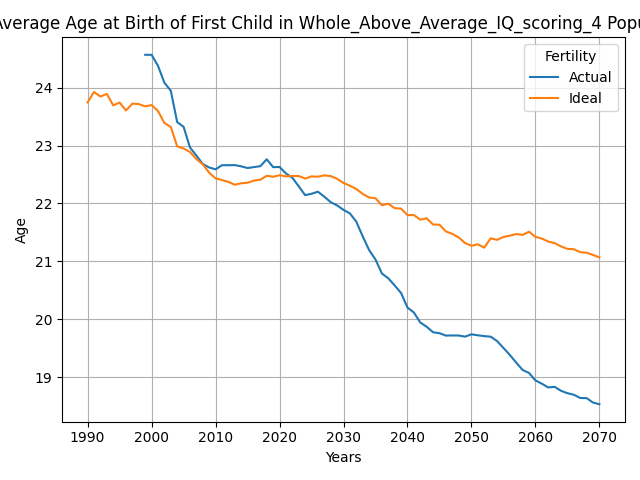 Average Age at Birth of First Child in Whole_Above_Average_IQ_scoring_4
Fertility
Actual
Ideal
Age
24
23
22
21
20
19
1990 2000 2010 2020 2030 2040 2050 2060 2070
Years